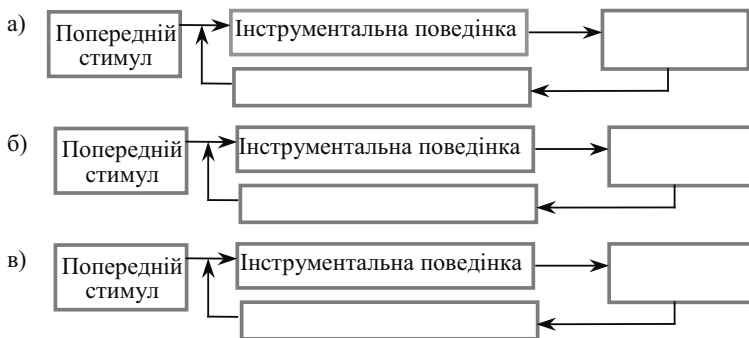 а)
Попередній
стимул
Інструментальна поведінка
б)
Попередній
стимул
Інструментальна поведінка
в)
Попередній
стимул
Інструментальна поведінка